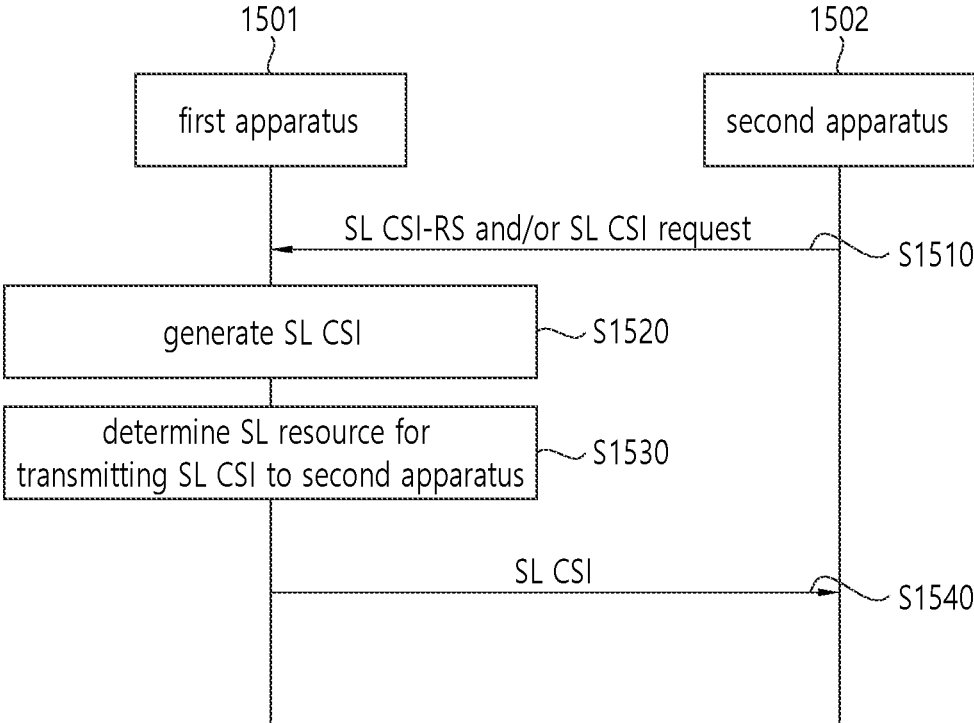 1501
1502
first apparatus
second apparatus
SL CSI-RS and/or SL CSI request
S1510
generate SL CSI
S1520
determine SL resource for
transmitting SL CSI to second apparatus
S1530
SL CSI
S1540